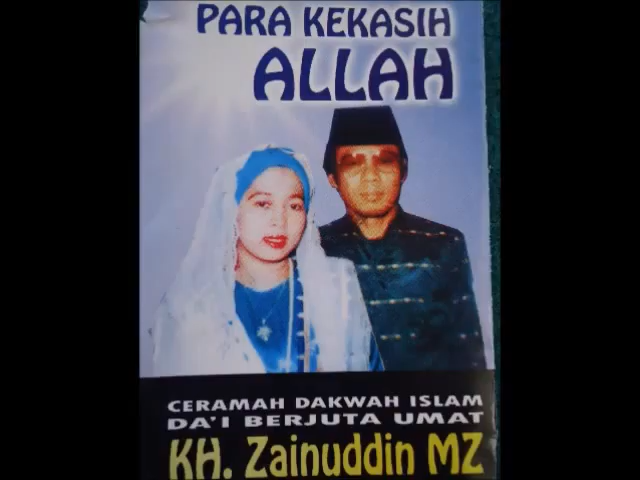 PARA KEKASIH
ALLAH
CERAMAH DAKWAH ISLAM
DA'I BERJUTA UMAT
KH. Zainuddin MZ